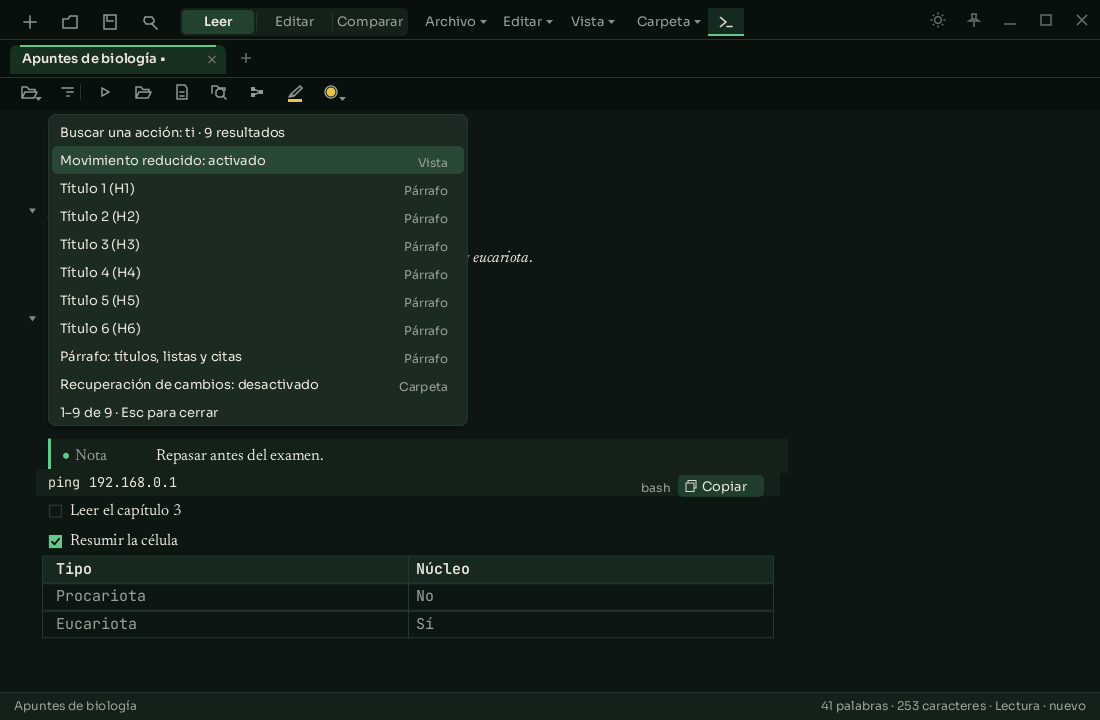 Leer Editar Comparar Archivo Editar Vista Carpeta
Apuntes de biología •
Buscar una acción: ti · 9 resultados
Movimiento reducido: activado Vista
Título 1 (H1) Párrafo
Título 2 (H2) Párrafo
Título 3 (H3) Párrafo
Título 4 (H4) Párrafo
eucariota.
Título 5 (H5) Párrafo
Título 6 (H6) Párrafo
Párrafo: títulos, listas y citas Párrafo
Recuperación de cambios: desactivado Carpeta
1–9 de 9 · Esc para cerrar
• Nota Repasar antes del examen.
ping 192.168.0.1 bash Copiar
Leer el capítulo 3
Resumir la célula
Tipo Núcleo
Procariota No
Eucariota Sí
Apuntes de biología 41 palabras · 253 caracteres · Lectura · nuevo